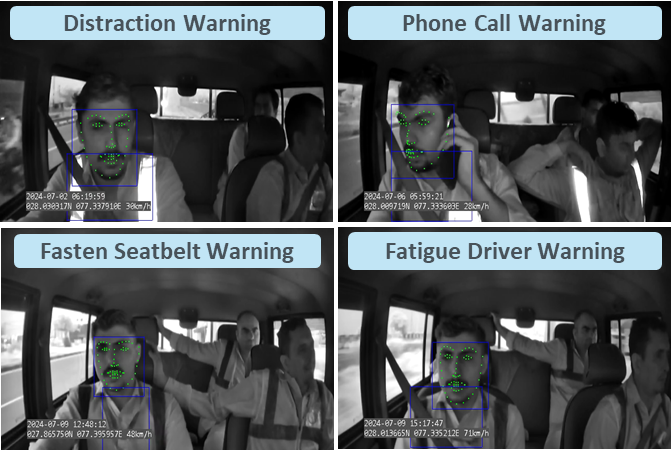 Distraction Warning
Phone Call Warning
2024-07-02 06:19:59
028.030317N 077.337910E 30km/h
2024-07-06 05:59:21
028.009719N 077.333603E 28km/h
Fasten Seatbelt Warning
Fatigue Driver Warning
2024-07-09 12:48:12
027.865750N 077.395957E 48km/h
2024-07-09 15:17:47
028.013665N 077.335212E 71km/h